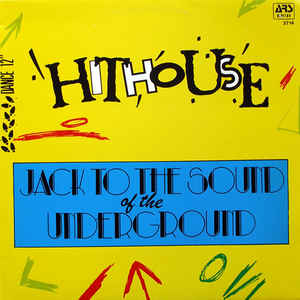 ARS
DANCE 12"
HITHOUSE
JACK TO THE SOUND
of the
UNDERGROUND